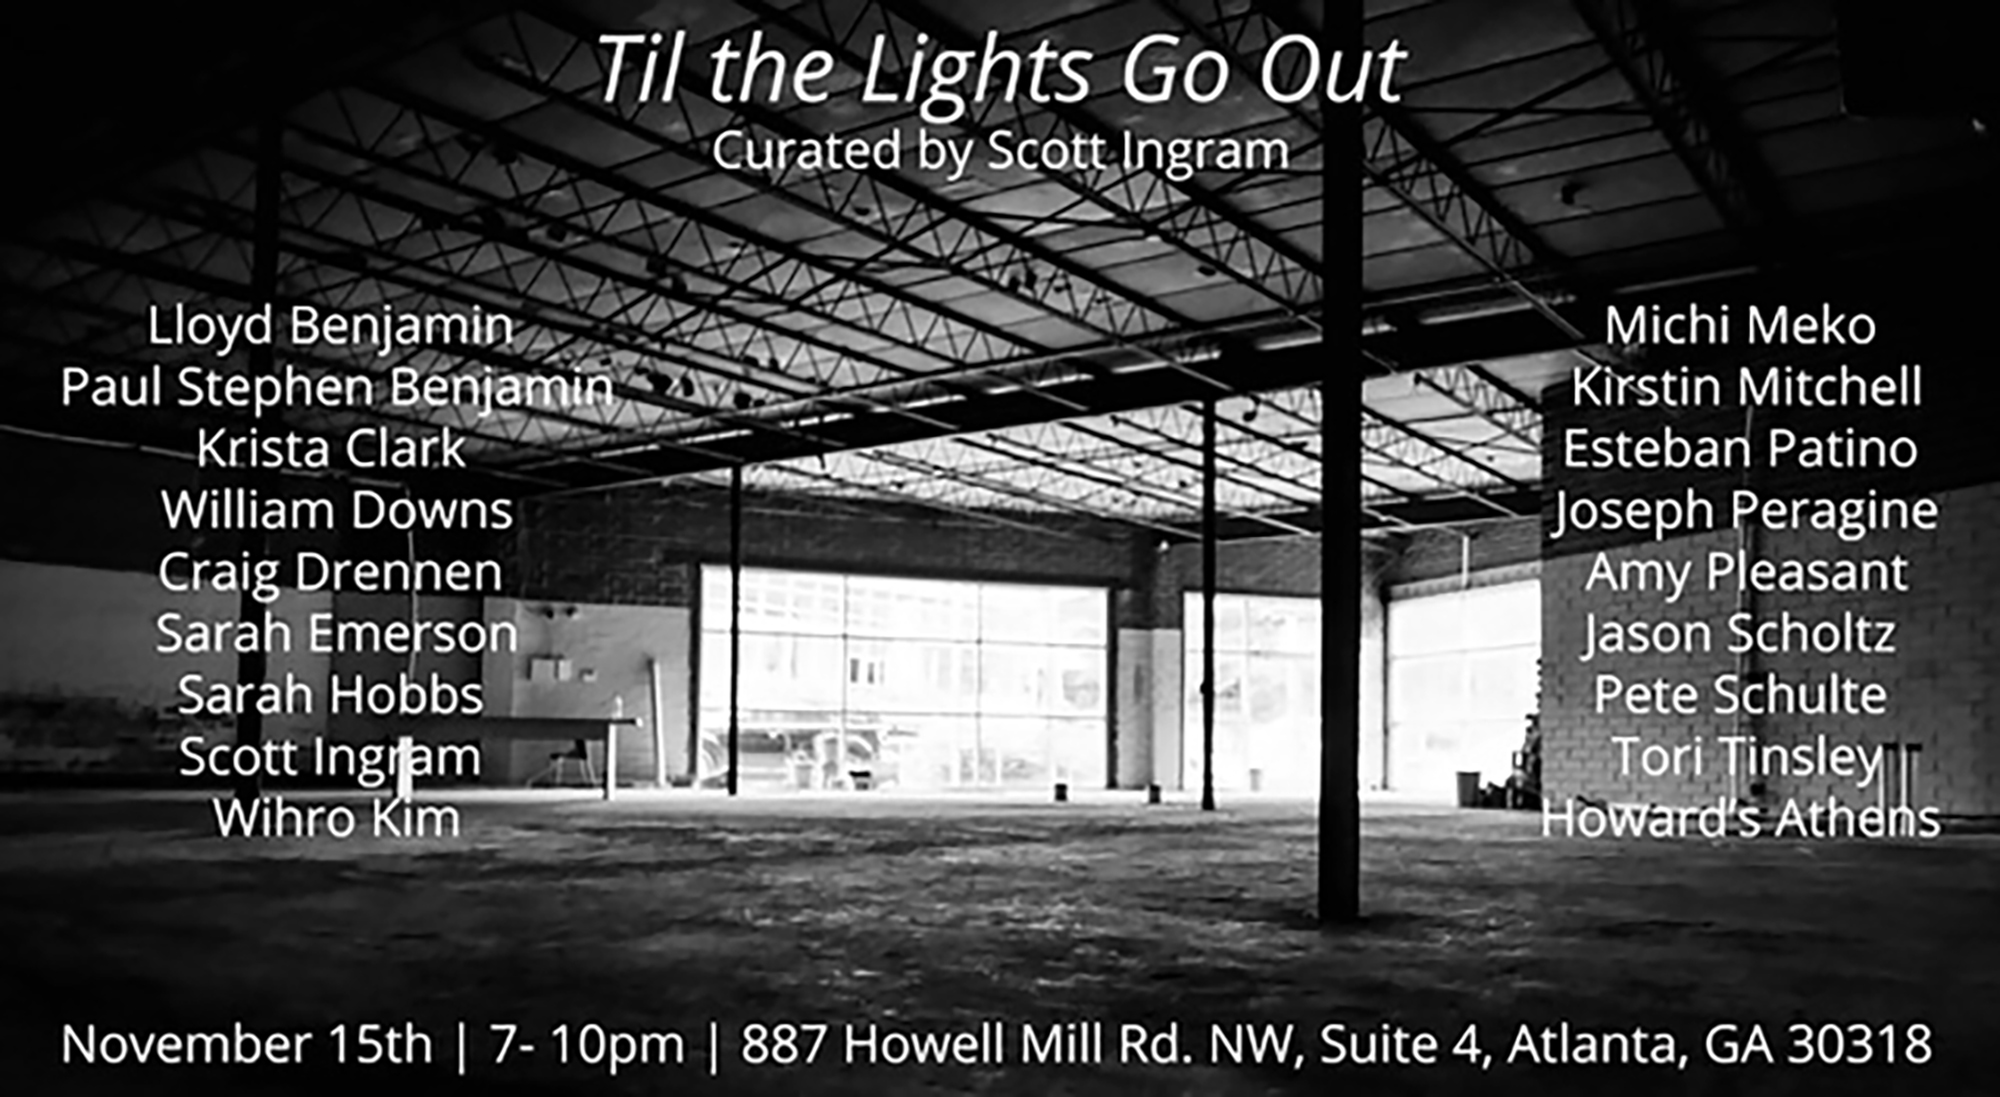 Til the Lights Go Out
Curated by Scott Ingram
Lloyd Benjamin
Paul Stephen Benjamin
Krista Clark
William Downs
Craig Drennen
Sarah Emerson
Sarah Hobbs
Scott Ingram
Wihro Kim
Michi Meko
Kirstin Mitchell
Esteban Patino
Joseph Peragine
Amy Pleasant
Jason Scholtz
Pete Schulte
Tori Tinsley
Howard's Athens
November 15th | 7- 10pm | 887 Howell Mill Rd. NW, Suite 4, Atlanta, GA 30318